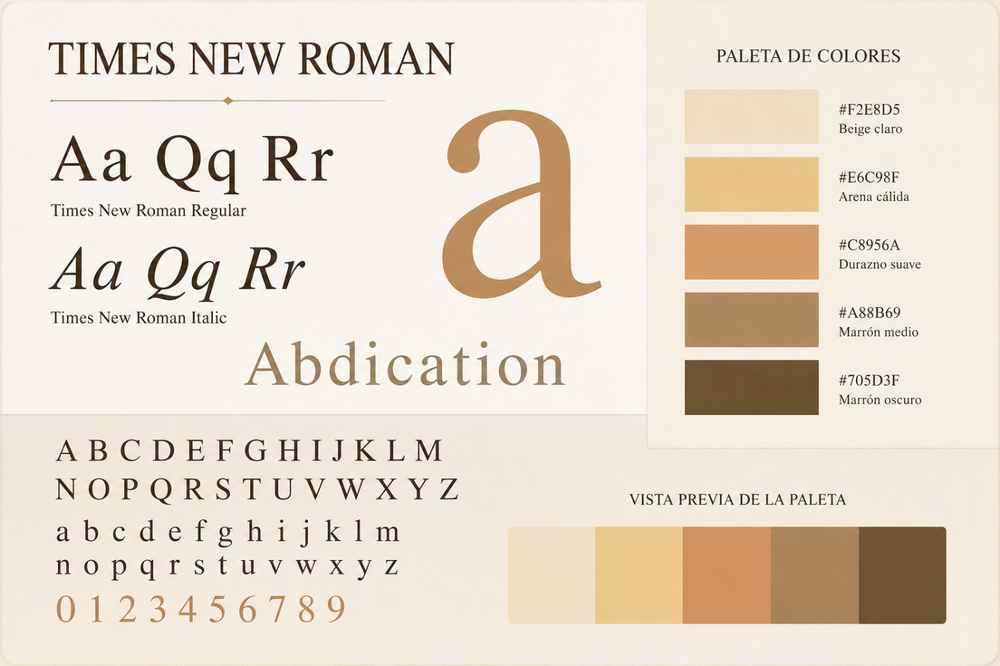 TIMES NEW ROMAN
Aa Qq Rr
Times New Roman Regular
Aa Qq Rr
Times New Roman Italic
a
Abdication
PALETA DE COLORES
#F2E8D5
Beige claro
#E6C98F
Arena cálida
#C8956A
Durazno suave
#A88B69
Marrón medio
#705D3F
Marrón oscuro
A B C D E F G H I J K L M
N O P Q R S T U V W X Y Z
a b c d e f g h i j k l m
n o p q r s t u v w x y z
0 1 2 3 4 5 6 7 8 9
VISTA PREVIA DE LA PALETA